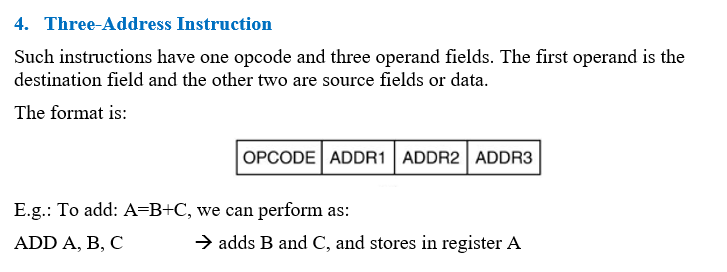 4. Three-Address Instruction
Such instructions have one opcode and three operand fields. The first operand is the
destination field and the other two are source fields or data.
The format is:
OPCODE ADDR1 ADDR2 ADDR3
E.g.: To add: A=B+C, we can perform as:
ADD A, B, C → adds B and C, and stores in register A